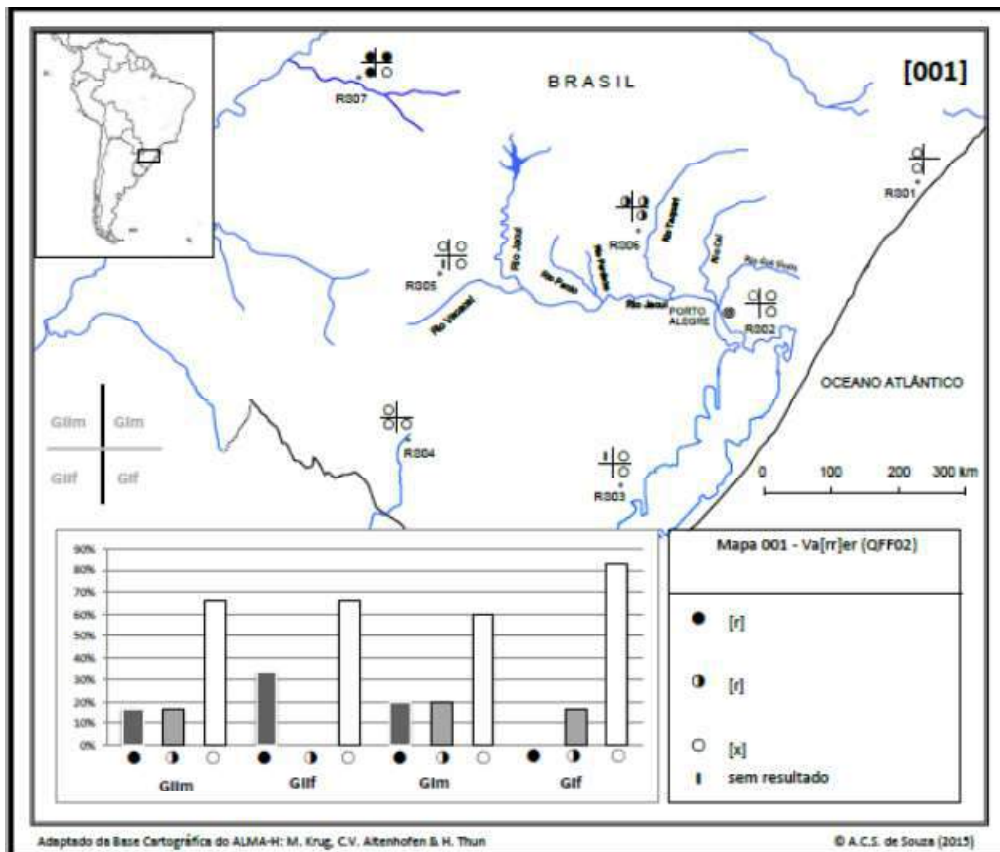 [001]
BRASIL
RS07
RS01
RS06
RS05
Rio Jacuí
Rio Taquari
Rio Caí
Rio dos Sinos
Rio Pardo
Rio Vacacaí
Rio Jacuí
PORTO
ALEGRE
RS02
OCEANO ATLÂNTICO
GIIm GIm
GIIf GIf
RS04
RS03
0 100 200 300 km
90%
80%
70%
60%
50%
40%
30%
20%
10%
0%
GIIm GIIf GIm GIf
Mapa 001 - Va[rr]er (QFF02)
[r]
[ɾ]
[x]
sem resultado
Adaptado da Base Cartográfica do ALMA-H: M. Krug, C.V. Altenhofen & H. Thun
© A.C.S. de Souza (2015)